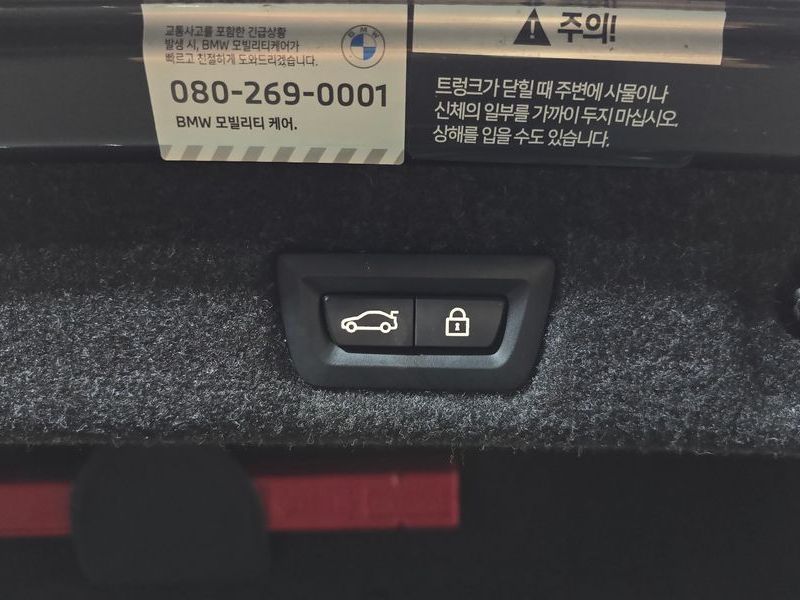 교통사고를 포함한 긴급상황
발생 시, BMW 모빌리티케어가
빠르고 친절하게 도와드리겠습니다.
BMW
080-269-0001
BMW 모빌리티 케어.
주의!
트렁크가 닫힐 때 주변에 사물이나
신체의 일부를 가까이 두지 마십시오.
상해를 입을 수도 있습니다.